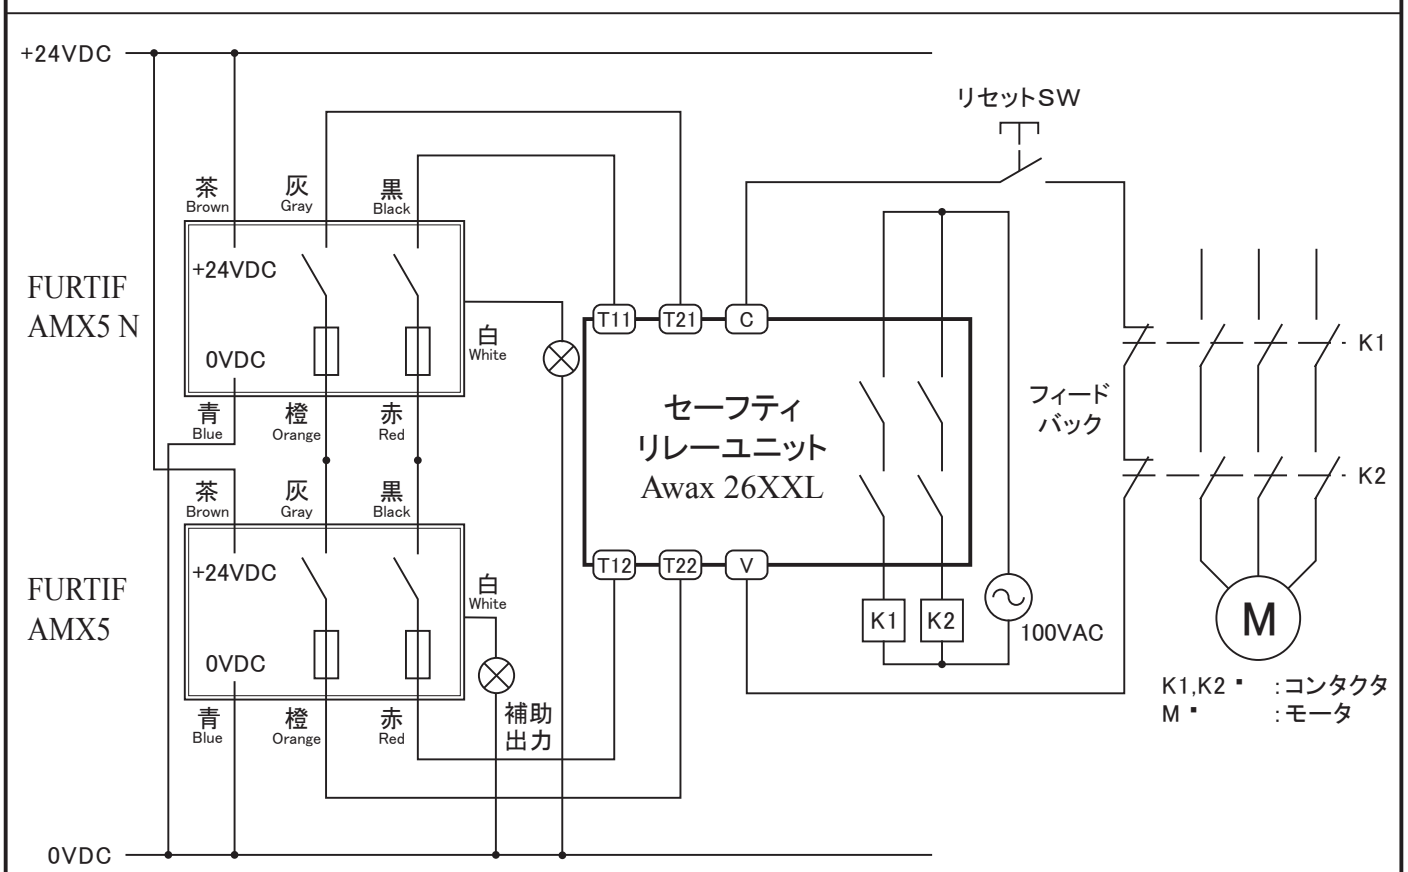 +24VDC
リセットSW
茶
Brown
灰
Gray
黒
Black
FURTIF
AMX5 N
+24VDC
0VDC
白
White
青
Blue
橙
Orange
赤
Red
T11
T21
C
セーフティ
リレーユニット
Awax 26XXL
T12
T22
V
フィード
バック
K1
K2
茶
Brown
灰
Gray
黒
Black
FURTIF
AMX5
+24VDC
0VDC
白
White
青
Blue
橙
Orange
赤
Red
補助
出力
K1
K2
100VAC
M
K1,K2 ▪ :コンタクタ
M ▪ :モータ
0VDC